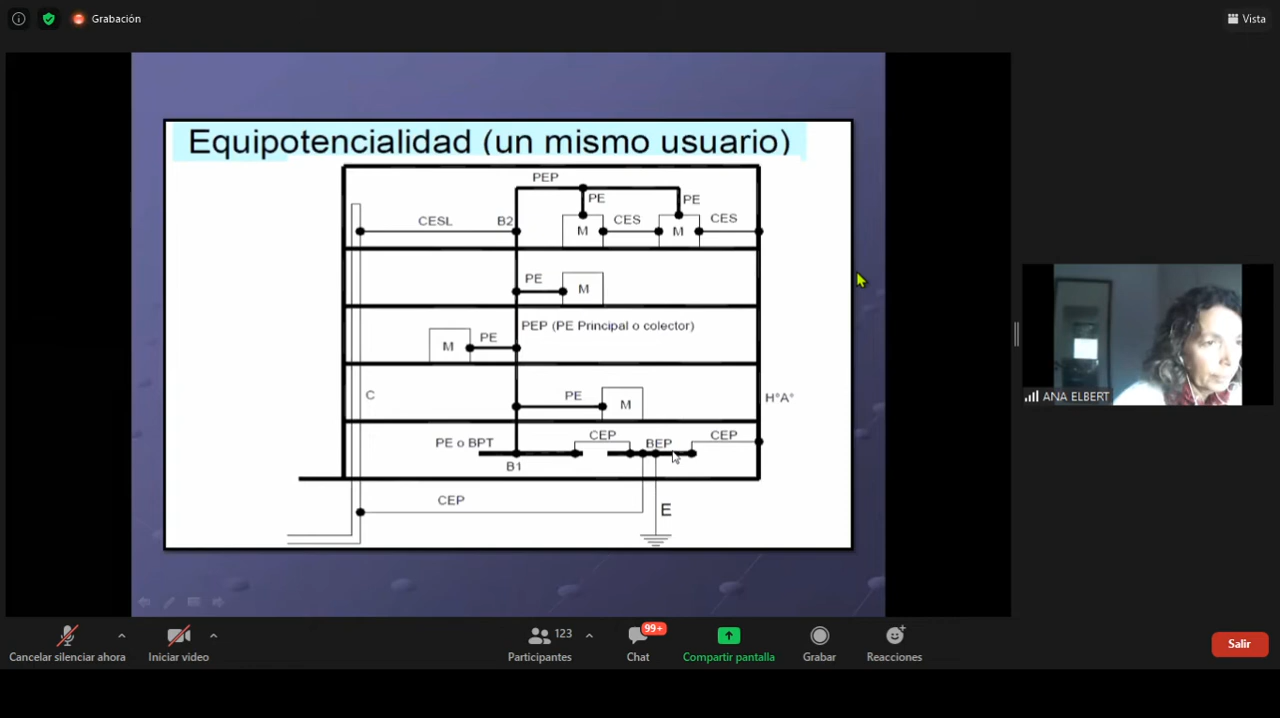 Grabación
Vista
Equipotencialidad (un mismo usuario)
PEP
PE
PE
CESL
B2
CES
CES
M
M
PE
M
PEP (PE Principal o colector)
PE
M
C
PE
M
H°A°
PE o BPT
CEP
BEP
CEP
B1
CEP
E
ANA ELBERT
Cancelar silenciar ahora
Iniciar video
123
Participantes
99+
Chat
Compartir pantalla
Grabar
Reacciones
Salir